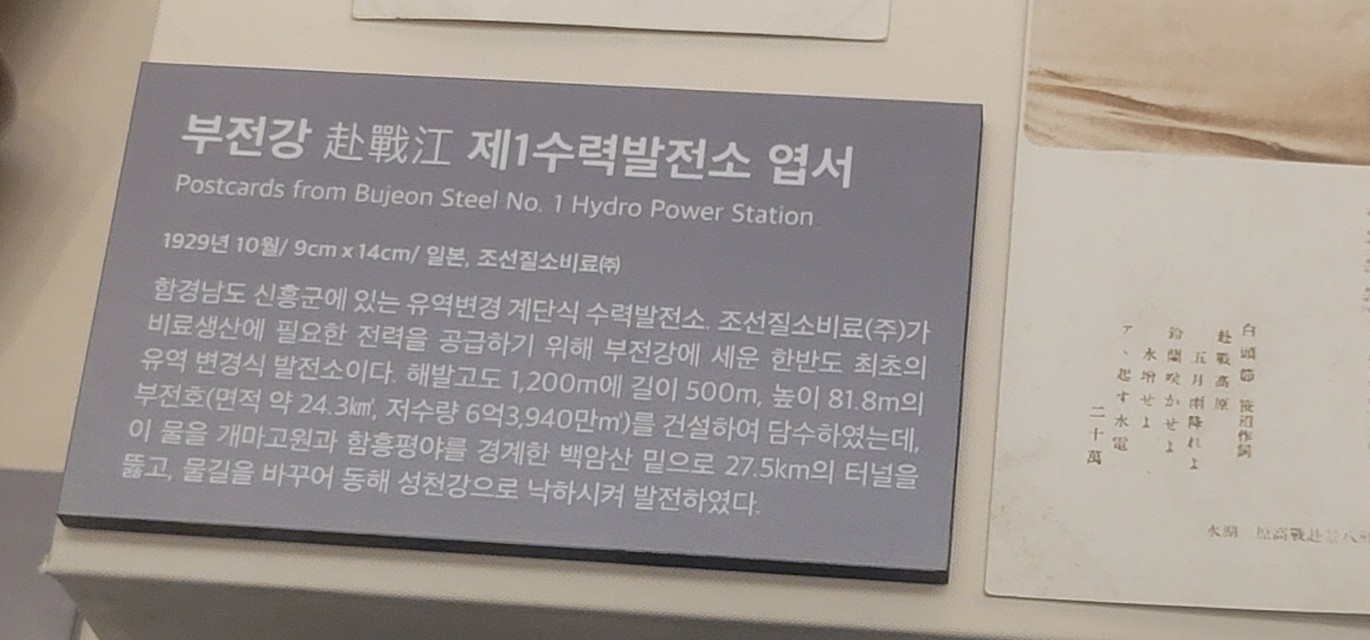 부전강 赴戰江 제1수력발전소 엽서
Postcards from Bujeon Steel No. 1 Hydro Power Station
1929년 10월/ 9cm x 14cm/ 일본, 조선질소비료㈜
함경남도 신흥군에 있는 유역변경 계단식 수력발전소. 조선질소비료(주)가
비료생산에 필요한 전력을 공급하기 위해 부전강에 세운 한반도 최초의
유역 변경식 발전소이다. 해발고도 1,200m에 길이 500m, 높이 81.8m의
부전호(면적 약 24.3㎢, 저수량 6억3,940만㎥)를 건설하여 담수하였는데,
이 물을 개마고원과 함흥평야를 경계한 백암산 밑으로 27.5km의 터널을
뚫고, 물길을 바꾸어 동해 성천강으로 낙하시켜 발전하였다.
白頭節 笹沼作詞
赴戰高原
五月雨降れよ
鈴蘭咲かせよ
水增せよ
ア、起す水電
二十萬